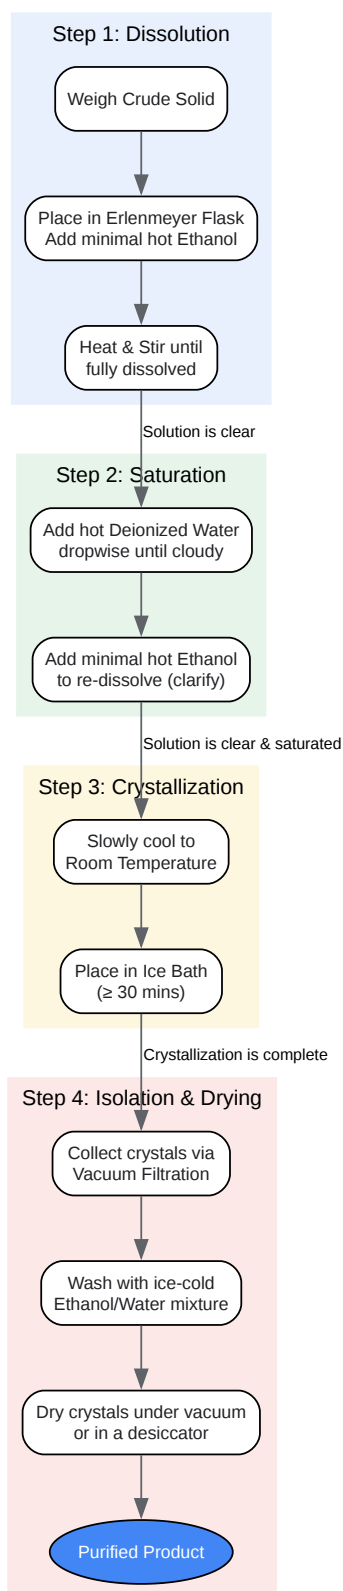 Step 1: Dissolution
Weigh Crude Solid
Place in Erlenmeyer Flask
Add minimal hot Ethanol
Heat & Stir until
fully dissolved
Solution is clear
Step 2: Saturation
Add hot Deionized Water
dropwise until cloudy
Add minimal hot Ethanol
to re-dissolve (clarify)
Solution is clear & saturated
Step 3: Crystallization
Slowly cool to
Room Temperature
Place in Ice Bath
(≥ 30 mins)
Crystallization is complete
Step 4: Isolation & Drying
Collect crystals via
Vacuum Filtration
Wash with ice-cold
Ethanol/Water mixture
Dry crystals under vacuum
or in a desiccator
Purified Product